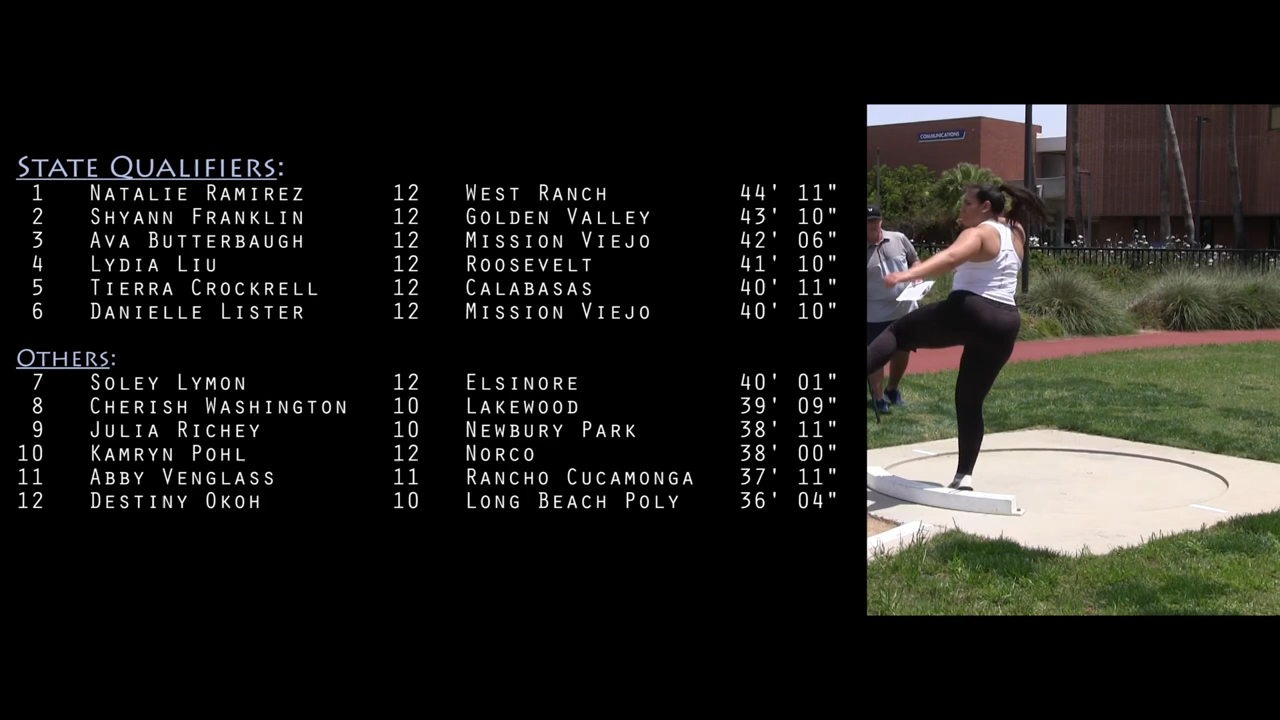 STATE QUALIFIERS:
1 NATALIE RAMIREZ 12 WEST RANCH 44' 11"
2 SHYANN FRANKLIN 12 GOLDEN VALLEY 43' 10"
3 AVA BUTTERBAUGH 12 MISSION VIEJO 42' 06"
4 LYDIA LIU 12 ROOSEVELT 41' 10"
5 TIERRA CROCKRELL 12 CALABASAS 40' 11"
6 DANIELLE LISTER 12 MISSION VIEJO 40' 10"
OTHERS:
7 SOLEY LYMON 12 ELSINORE 40' 01"
8 CHERISH WASHINGTON 10 LAKEWOOD 39' 09"
9 JULIA RICHEY 10 NEWBURY PARK 38' 11"
10 KAMRYN POHL 12 NORCO 38' 00"
11 ABBY VENGLASS 11 RANCHO CUCAMONGA 37' 11"
12 DESTINY OKOH 10 LONG BEACH POLY 36' 04"
COMMUNICATIONS